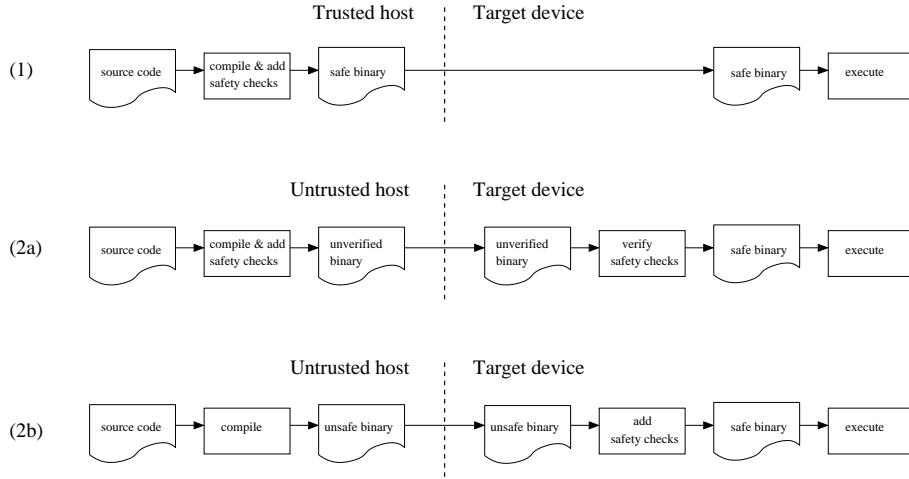 Trusted host
Target device
(1)
source code
compile & add
safety checks
safe binary
safe binary
execute
Untrusted host
Target device
(2a)
source code
compile & add
safety checks
unverified
binary
unverified
binary
verify
safety checks
safe binary
execute
Untrusted host
Target device
(2b)
source code
compile
unsafe binary
unsafe binary
add
safety checks
safe binary
execute